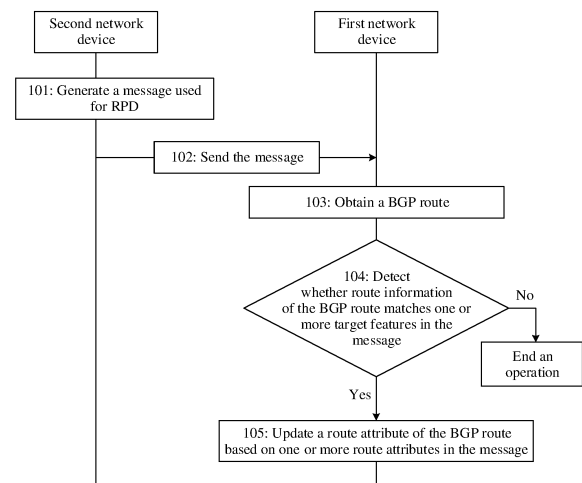 Second network
device
First network
device
101: Generate a message used
for RPD
102: Send the message
103: Obtain a BGP route
104: Detect
whether route information
of the BGP route matches one or
more target features in the
message
No
End an
operation
Yes
105: Update a route attribute of the BGP route
based on one or more route attributes in the message